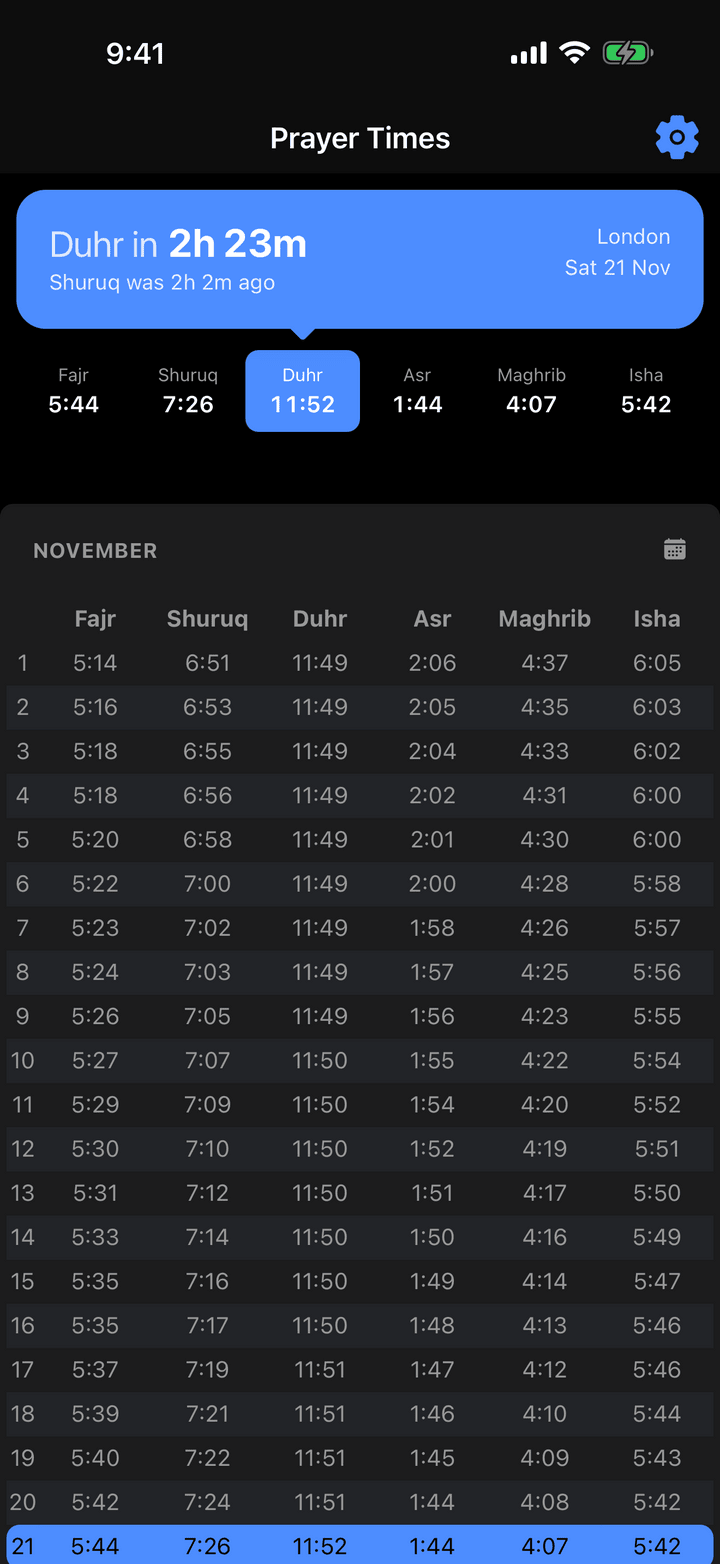 9:41
Prayer Times
Duhr in 2h 23m
London
Shuruq was 2h 2m ago
Sat 21 Nov
Fajr Shuruq Duhr Asr Maghrib Isha
5:44 7:26 11:52 1:44 4:07 5:42
NOVEMBER
Fajr Shuruq Duhr Asr Maghrib Isha
1 5:14 6:51 11:49 2:06 4:37 6:05
2 5:16 6:53 11:49 2:05 4:35 6:03
3 5:18 6:55 11:49 2:04 4:33 6:02
4 5:18 6:56 11:49 2:02 4:31 6:00
5 5:20 6:58 11:49 2:01 4:30 6:00
6 5:22 7:00 11:49 2:00 4:28 5:58
7 5:23 7:02 11:49 1:58 4:26 5:57
8 5:24 7:03 11:49 1:57 4:25 5:56
9 5:26 7:05 11:49 1:56 4:23 5:55
10 5:27 7:07 11:50 1:55 4:22 5:54
11 5:29 7:09 11:50 1:54 4:20 5:52
12 5:30 7:10 11:50 1:52 4:19 5:51
13 5:31 7:12 11:50 1:51 4:17 5:50
14 5:33 7:14 11:50 1:50 4:16 5:49
15 5:35 7:16 11:50 1:49 4:14 5:47
16 5:35 7:17 11:50 1:48 4:13 5:46
17 5:37 7:19 11:51 1:47 4:12 5:46
18 5:39 7:21 11:51 1:46 4:10 5:44
19 5:40 7:22 11:51 1:45 4:09 5:43
20 5:42 7:24 11:51 1:44 4:08 5:42
21 5:44 7:26 11:52 1:44 4:07 5:42